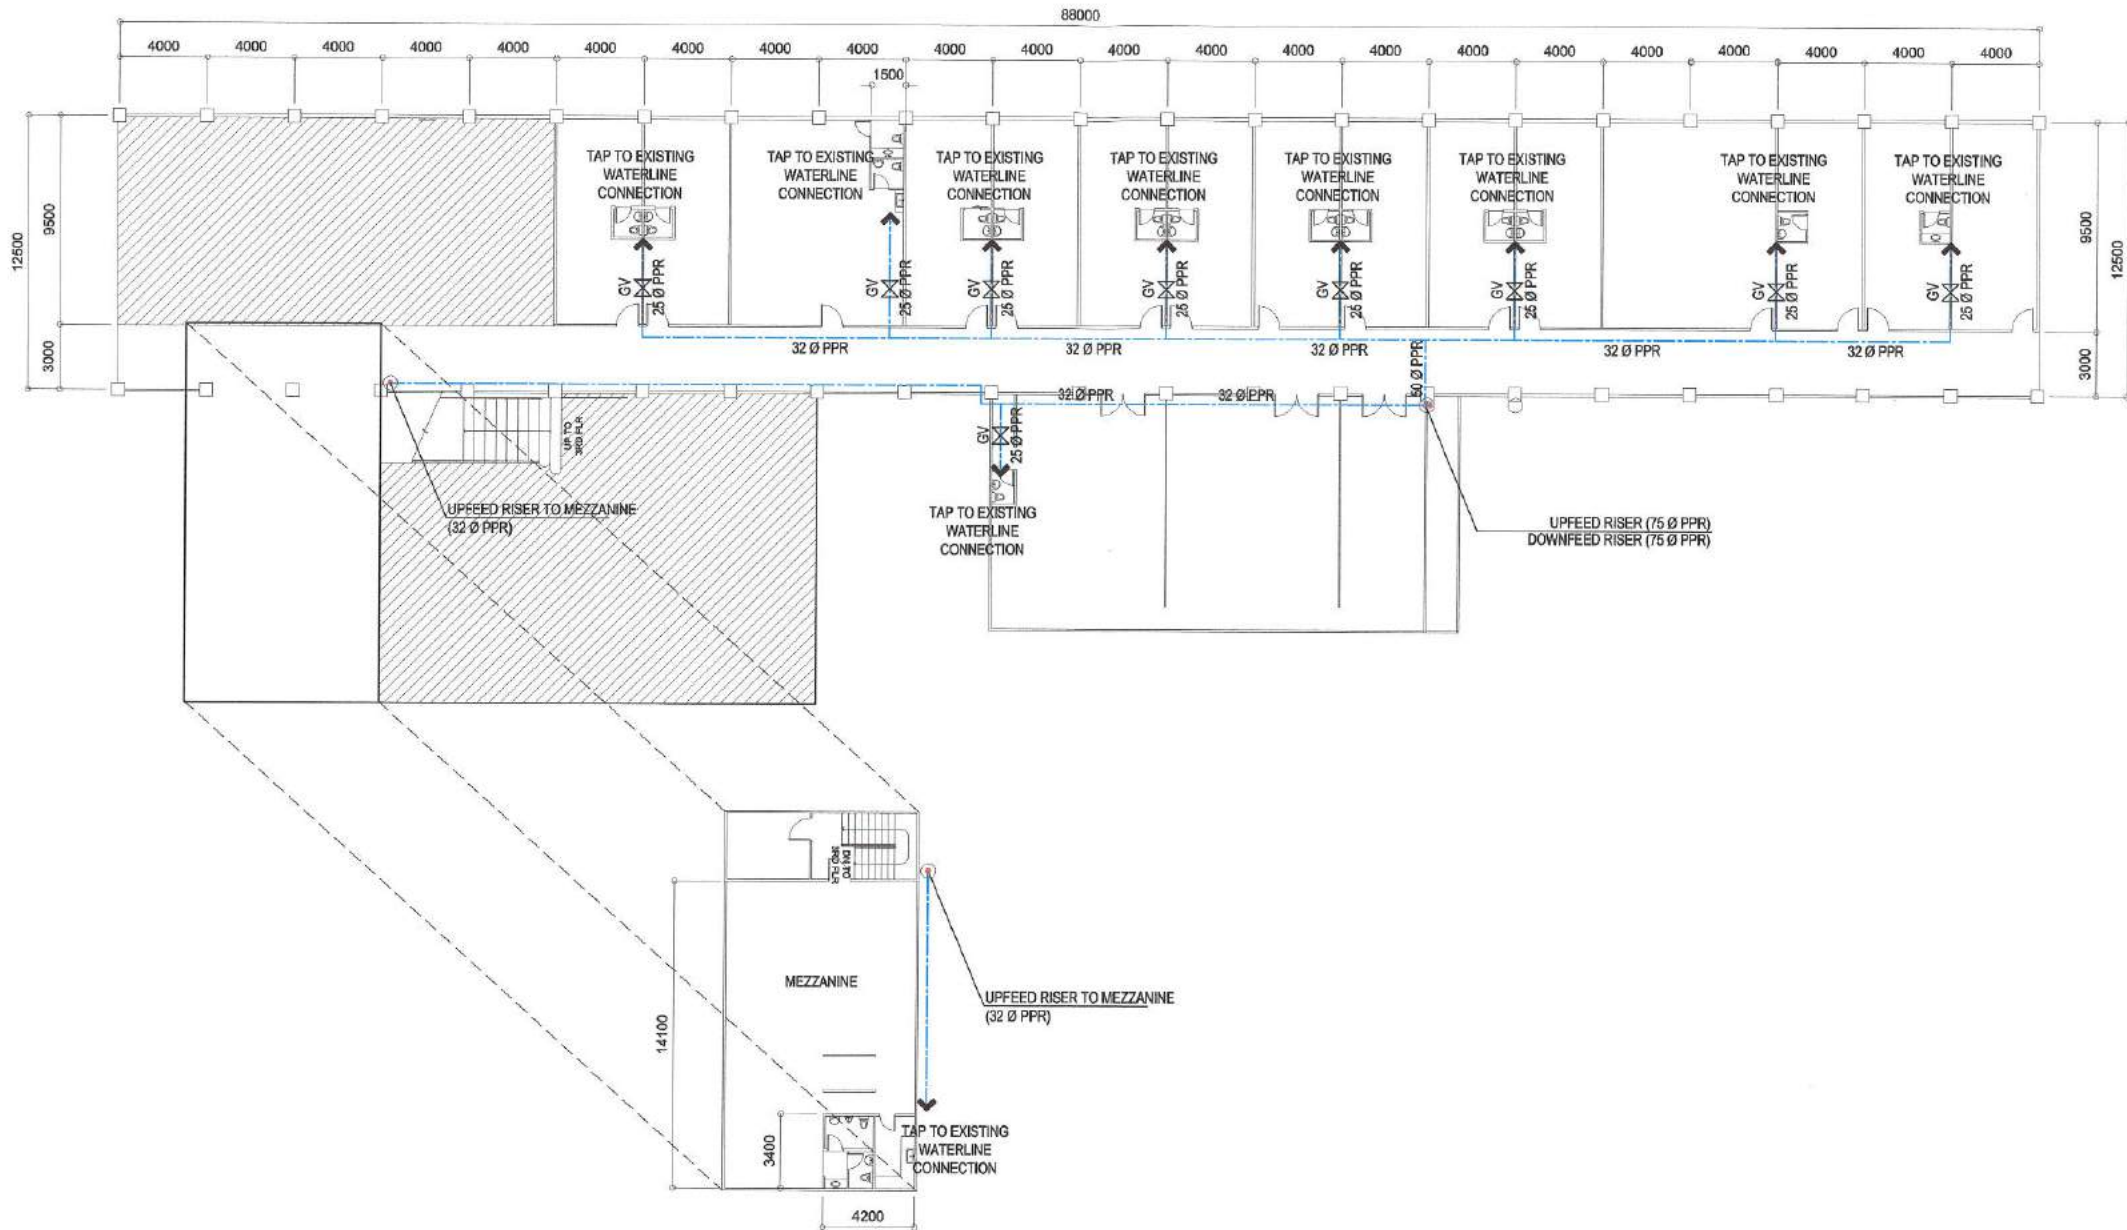 88000
4000 4000 4000 4000 4000 4000 4000 4000 4000 4000 4000 4000 4000 4000 4000 4000 4000 4000 4000 4000 4000 4000
1500
TAP TO EXISTING
WATERLINE
CONNECTION
TAP TO EXISTING
WATERLINE
CONNECTION
TAP TO EXISTING
WATERLINE
CONNECTION
TAP TO EXISTING
WATERLINE
CONNECTION
TAP TO EXISTING
WATERLINE
CONNECTION
TAP TO EXISTING
WATERLINE
CONNECTION
TAP TO EXISTING
WATERLINE
CONNECTION
TAP TO EXISTING
WATERLINE
CONNECTION
12500
9500
3000
9500
12500
3000
GV
25 Ø PPR
GV
25 Ø PPR
GV
25 Ø PPR
GV
25 Ø PPR
GV
25 Ø PPR
GV
25 Ø PPR
GV
25 Ø PPR
GV
25 Ø PPR
32 Ø PPR
32 Ø PPR
32 Ø PPR
32 Ø PPR
32 Ø PPR
50 Ø PPR
32 Ø PPR
32 Ø PPR
UP TO
3RD FLR
GV
25 Ø PPR
UPFEED RISER TO MEZZANINE
(32 Ø PPR)
TAP TO EXISTING
WATERLINE
CONNECTION
UPFEED RISER (75 Ø PPR)
DOWNFEED RISER (75 Ø PPR)
DN. TO
3RD FLR
MEZZANINE
UPFEED RISER TO MEZZANINE
(32 Ø PPR)
14100
3400
TAP TO EXISTING
WATERLINE
CONNECTION
4200